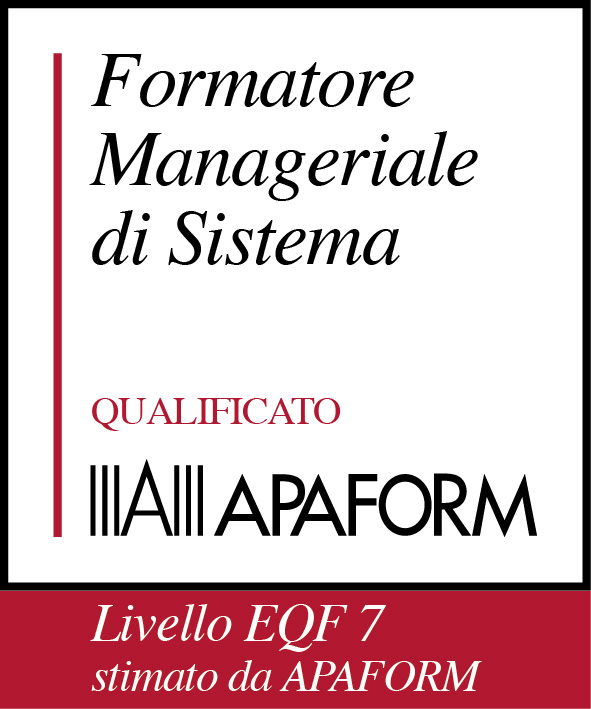 Formatore
Manageriale
di Sistema
QUALIFICATO
APAFORM
Livello EQF 7
stimato da APAFORM